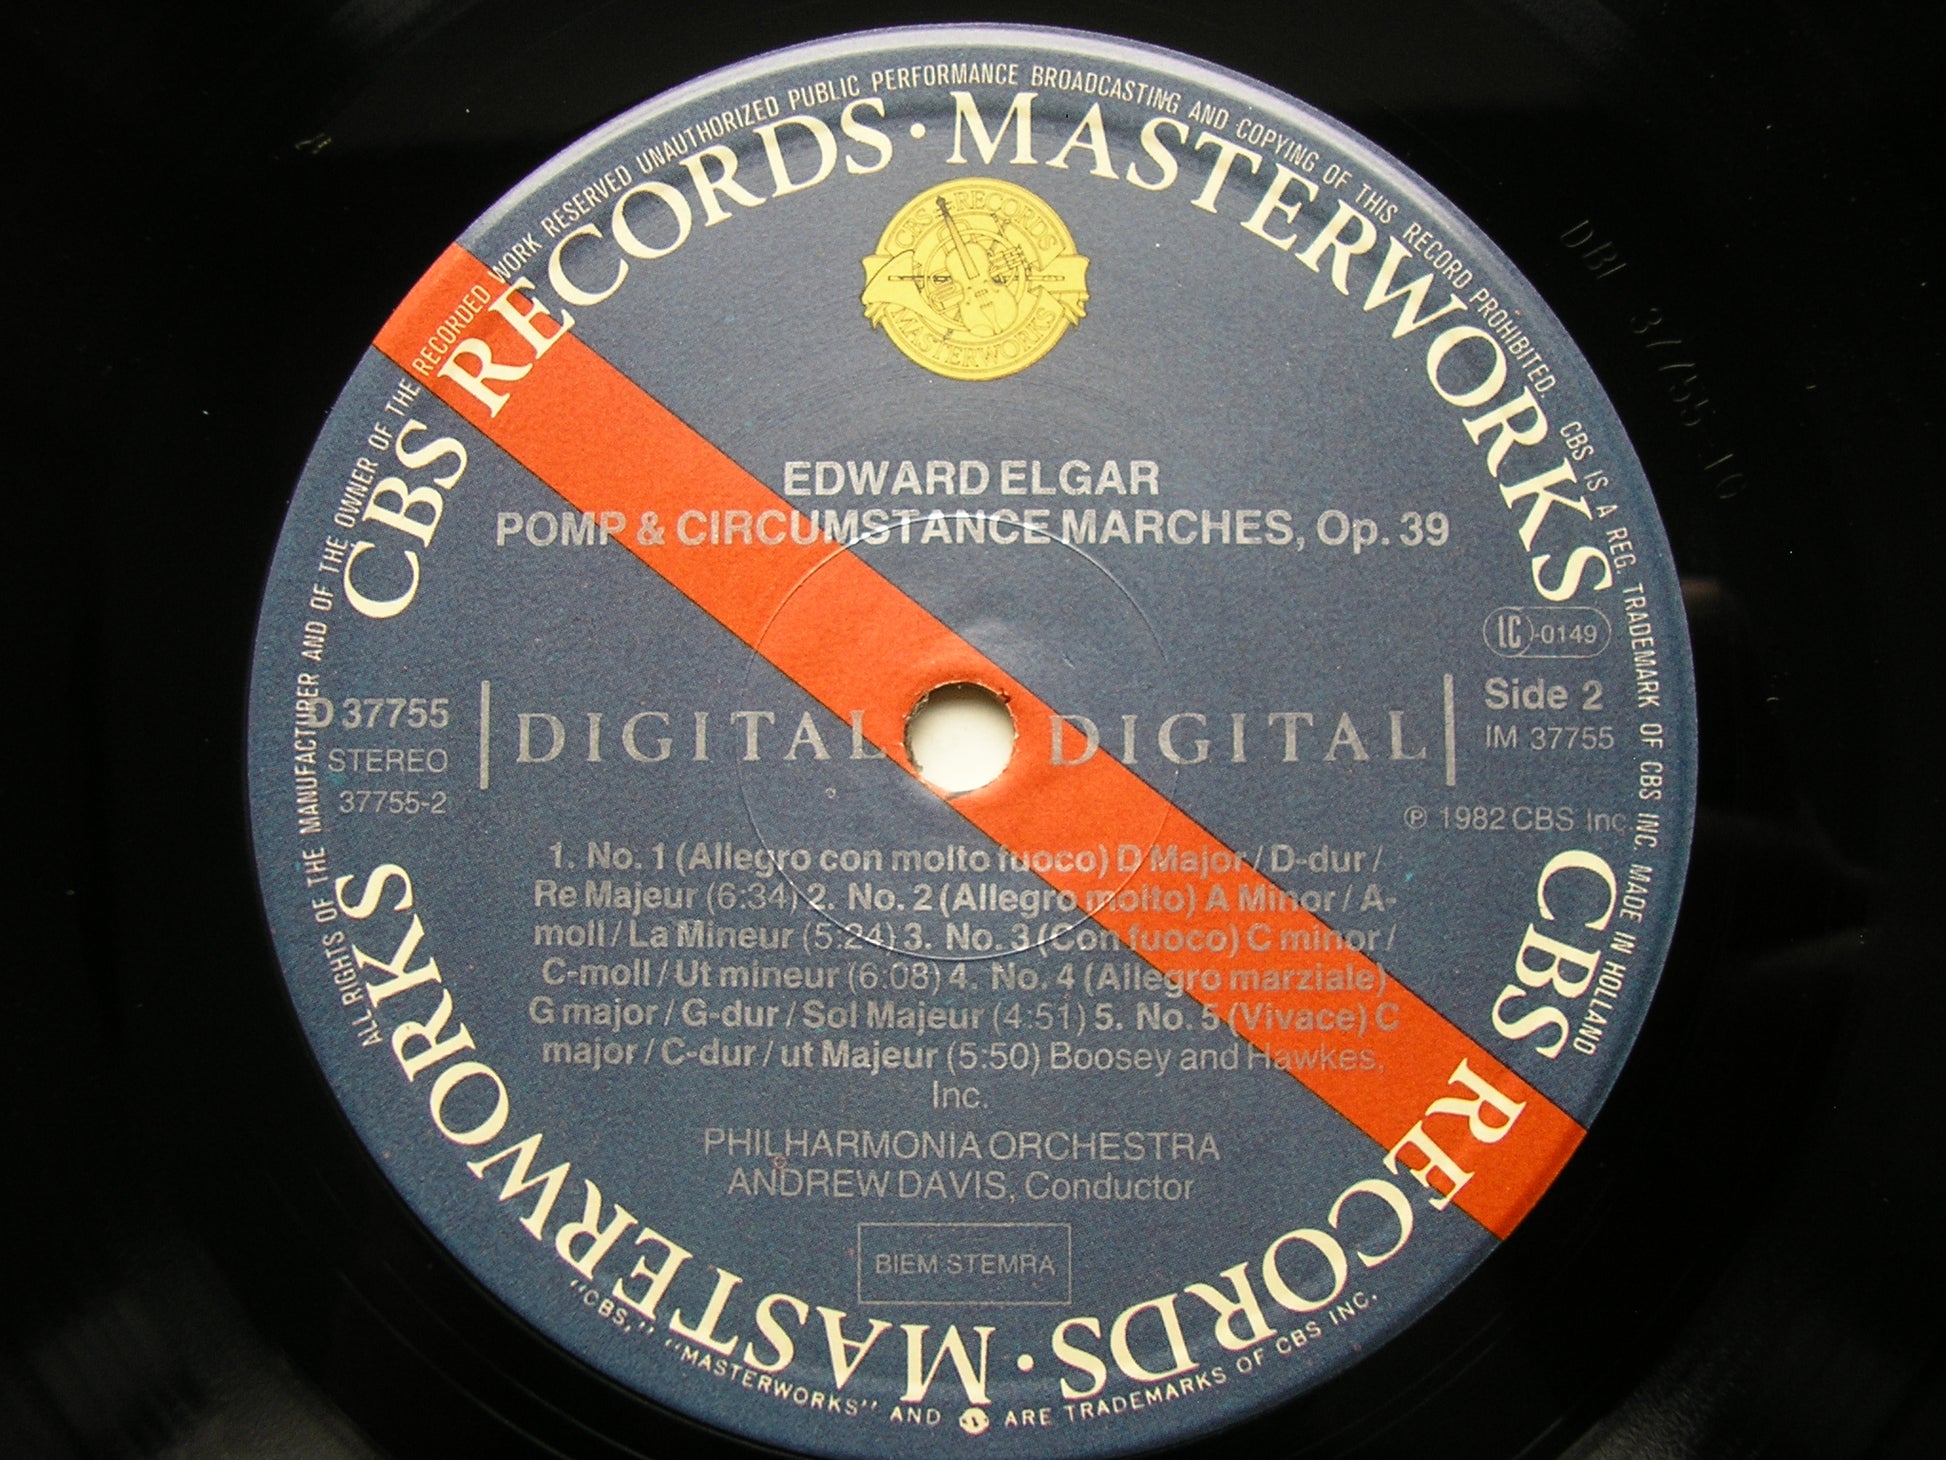 ALL RIGHTS OF THE MANUFACTURER AND OF THE OWNER OF THE RECORDED WORK RESERVED UNAUTHORIZED PUBLIC PERFORMANCE BROADCASTING AND COPYING OF THIS RECORD PROHIBITED. CBS IS A REG. TRADEMARK OF CBS INC MADE IN HOLLAND
CBS RECORDS · MASTERWORKS
CBS RECORDS
MASTERWORKS
EDWARD ELGAR
POMP & CIRCUMSTANCE MARCHES, Op. 39
LC-0149
D 37755
STEREO
37755-2
DIGITAL DIGITAL
Side 2
IM 37755
℗ 1982 CBS Inc
1. No. 1 (Allegro con molto fuoco) D Major / D-dur /
Re Majeur (6:34) 2. No. 2 (Allegro molto) A Minor / A-
moll / La Mineur (5:24) 3. No. 3 (Con fuoco) C minor /
C-moll / Ut mineur (6:08) 4. No. 4 (Allegro marziale)
G major / G-dur / Sol Majeur (4:51) 5. No. 5 (Vivace) C
major / C-dur / ut Majeur (5:50) Boosey and Hawkes,
Inc.
PHILHARMONIA ORCHESTRA
ANDREW DAVIS, Conductor
BIEM STEMRA
CBS RECORDS · MASTERWORKS
"CBS," "MASTERWORKS" AND ARE TRADEMARKS OF CBS INC.
37755-1C